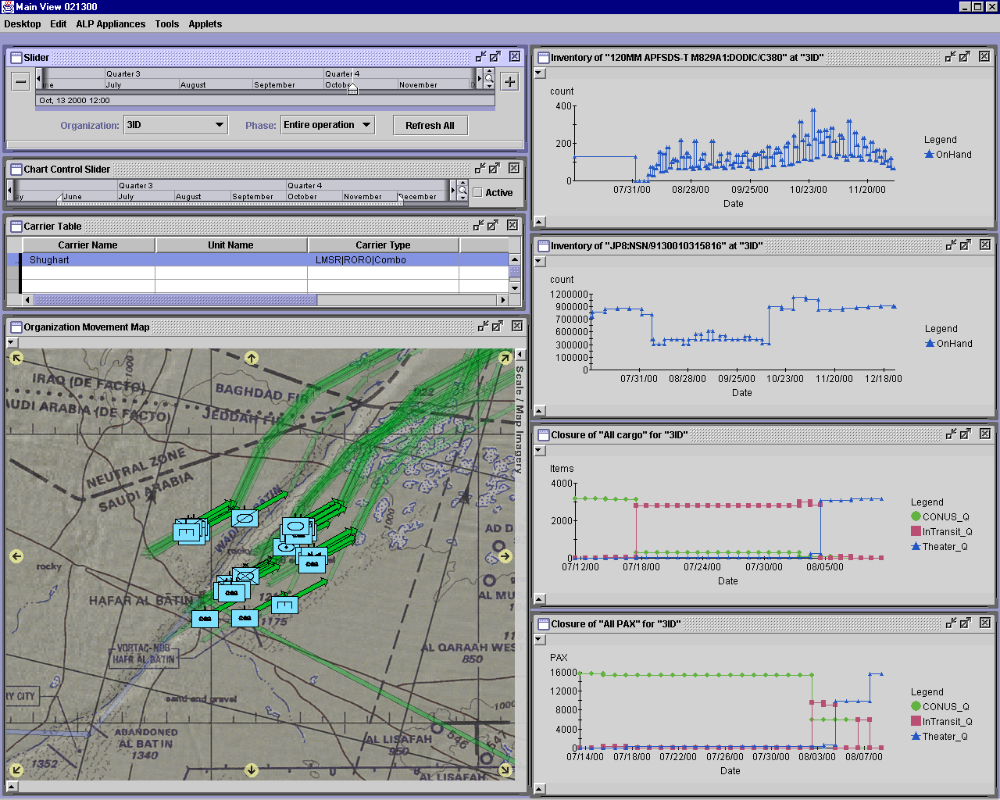 Main View 021300
Desktop Edit ALP Appliances Tools Applets
Slider
Quarter 3 Quarter 4
ne July August September October November D
Oct, 13 2000 12:00
Organization: 3ID Phase: Entire operation Refresh All
Chart Control Slider
Quarter 3 Quarter 4
ay June July August September October November December
Active
Carrier Table
Carrier Name Unit Name Carrier Type
.. Shughart LMSR|RORO|Combo
Organization Movement Map
Scale / Map Imagery
1000
IRAQ (DE FACTO)
BAGHDAD FIR
922
AUDI ARABIA (DE FACTO)
JEDDAH FIR
NEUTRAL ZONE
SAUDI ARABIA
WADI
BATIN
1000
AD D
rocky
rocky
gravel
HAFAR AL BATIN
121
AL MU
1175
VORTAC-NDB
HAFR AL BATIN
AL QARAAH WES
850
RY CITY
sand and gravel
ABANDONED
AL BATIN
1340
AL LISAFAH
950
546
547
1352
AL LISAFAH
Inventory of "120MM APFSDS-T M829A1:DODIC/C380" at "3ID"
count
400
200
0
07/31/00 08/28/00 09/25/00 10/23/00 11/20/00
Date
Legend
OnHand
Inventory of "JP8:NSN/9130010315816" at "3ID"
count
1200000
900000
700000
500000
300000
100000
0
07/31/00 08/28/00 09/25/00 10/23/00 11/20/00 12/18/00
Date
Legend
OnHand
Closure of "All cargo" for "3ID"
Items
4000
2000
0
07/12/00 07/18/00 07/24/00 07/30/00 08/05/00
Date
Legend
CONUS_Q
InTransit_Q
Theater_Q
Closure of "All PAX" for "3ID"
PAX
16000
12000
8000
4000
0
07/14/00 07/18/00 07/22/00 07/26/00 07/30/00 08/03/00 08/07/00
Date
Legend
CONUS_Q
InTransit_Q
Theater_Q